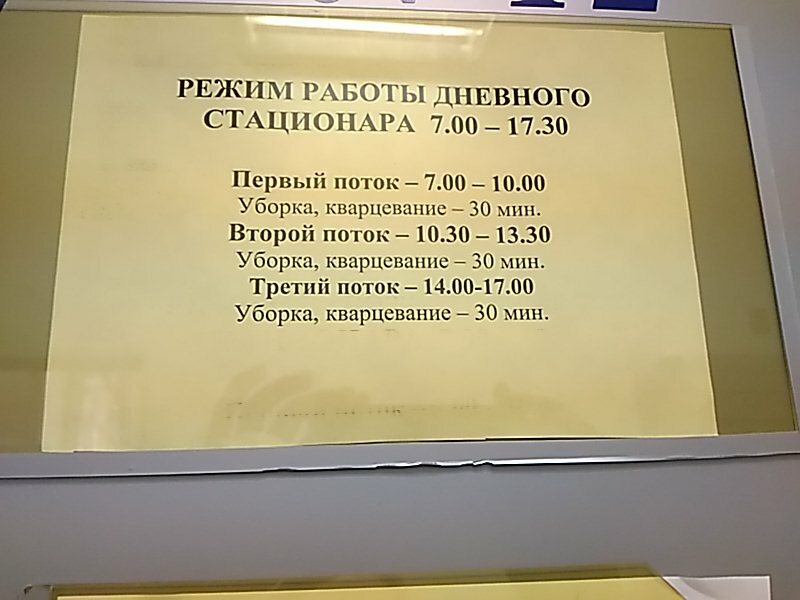 РЕЖИМ РАБОТЫ ДНЕВНОГО
СТАЦИОНАРА 7.00 – 17.30
Первый поток – 7.00 – 10.00
Уборка, кварцевание – 30 мин.
Второй поток – 10.30 – 13.30
Уборка, кварцевание – 30 мин.
Третий поток – 14.00-17.00
Уборка, кварцевание – 30 мин.